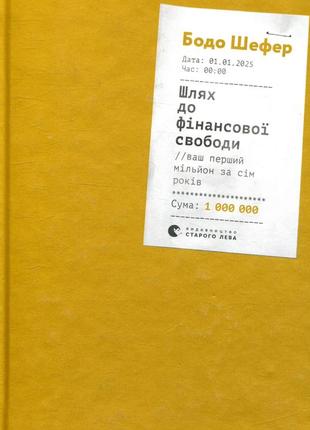 Бодо Шефер
Дата: 01.01.2025
Час: 00:00
Шлях
до
фінансової
свободи
//ваш перший
мільйон за сім
років
Сума: 1 000 000
видавництво
СТАРОГО ЛЕВА